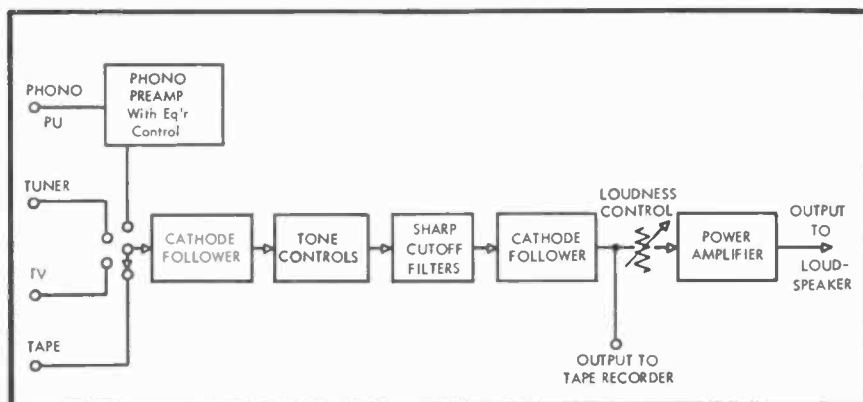 PHONO
PU
PHONO
PREAMP
With Eq'r
Control
TUNER
TV
TAPE
CATHODE
FOLLOWER
TONE
CONTROLS
SHARP
CUTOFF
FILTERS
CATHODE
FOLLOWER
LOUDNESS
CONTROL
POWER
AMPLIFIER
OUTPUT
TO
LOUD-
SPEAKER
OUTPUT TO
TAPE RECORDER